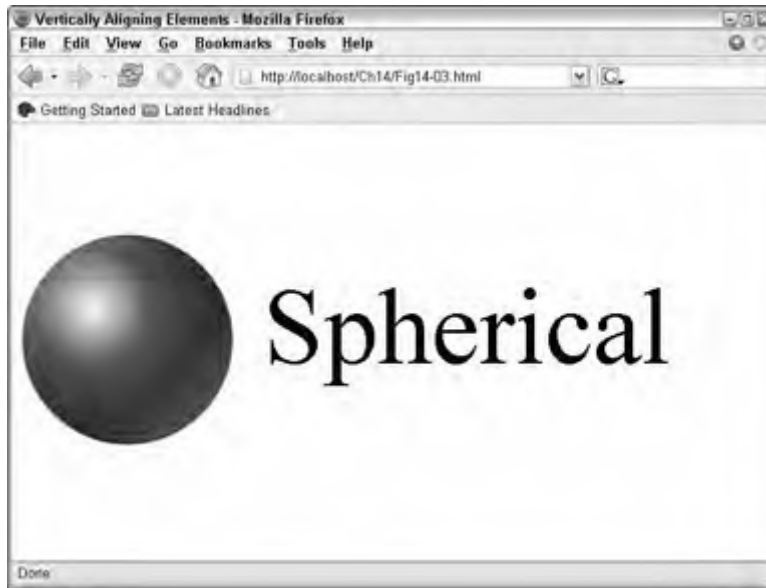 Vertically Aligning Elements - Mozilla Firefox
File Edit View Go Bookmarks Tools Help
http://localhost/Ch14/Fig14-03.html
Getting Started Latest Headlines
Spherical
Done